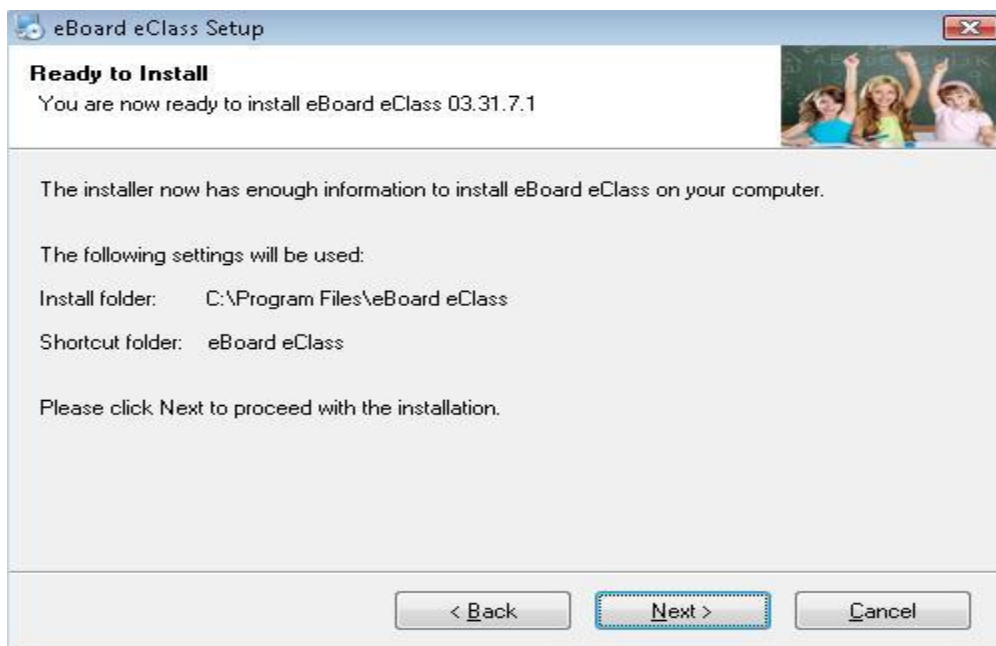 eBoard eClass Setup
Ready to Install
You are now ready to install eBoard eClass 03.31.7.1
The installer now has enough information to install eBoard eClass on your computer.
The following settings will be used:
Install folder: C:\Program Files\eBoard eClass
Shortcut folder: eBoard eClass
Please click Next to proceed with the installation.
< Back Next > Cancel